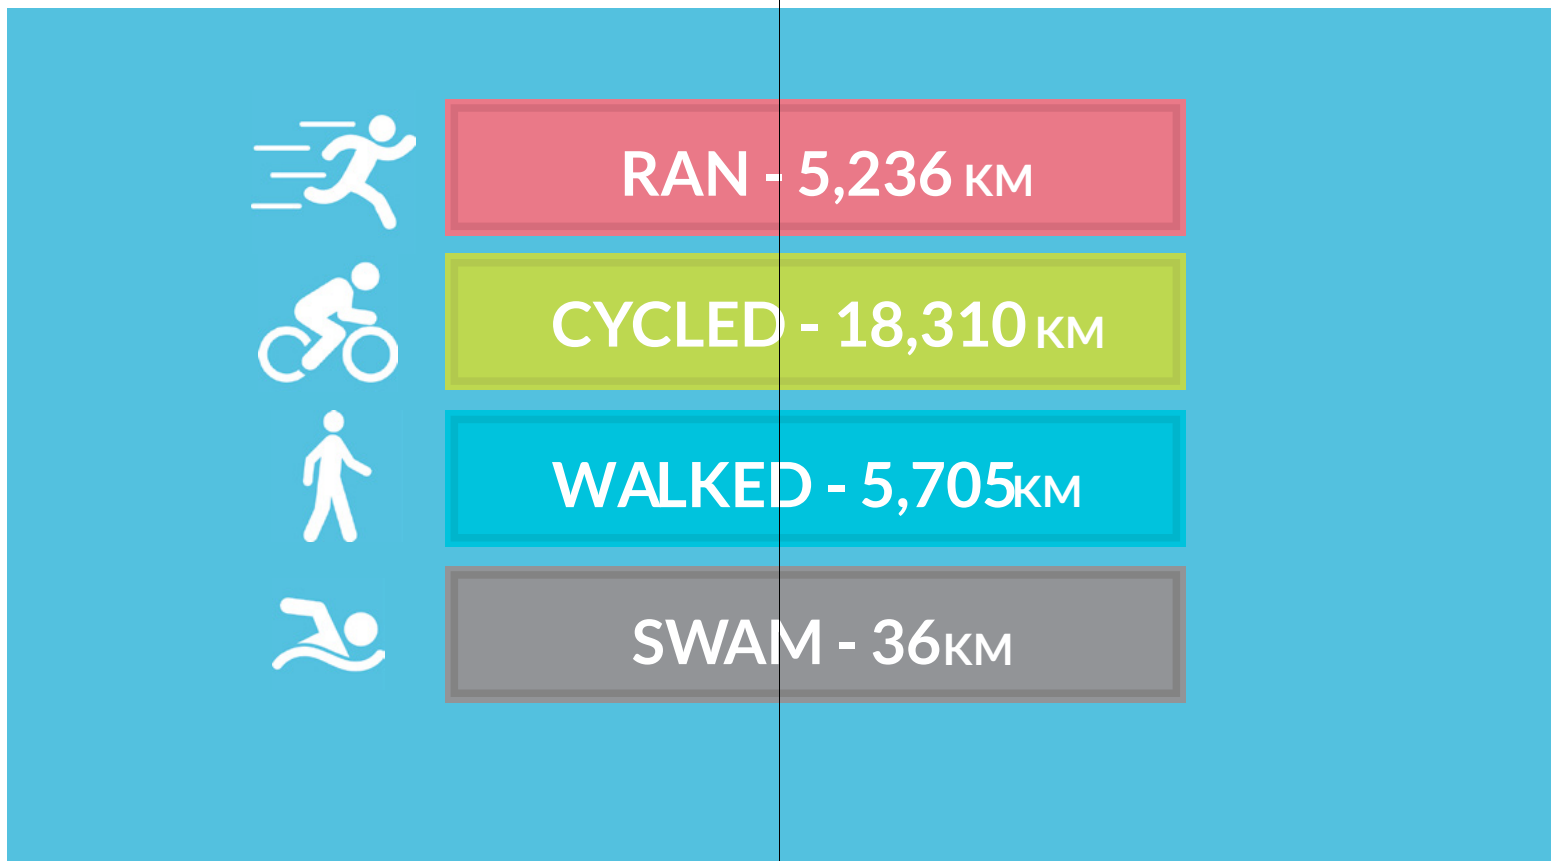 RAN - 5,236 KM
CYCLED - 18,310 KM
WALKED - 5,705KM
SWAM - 36KM